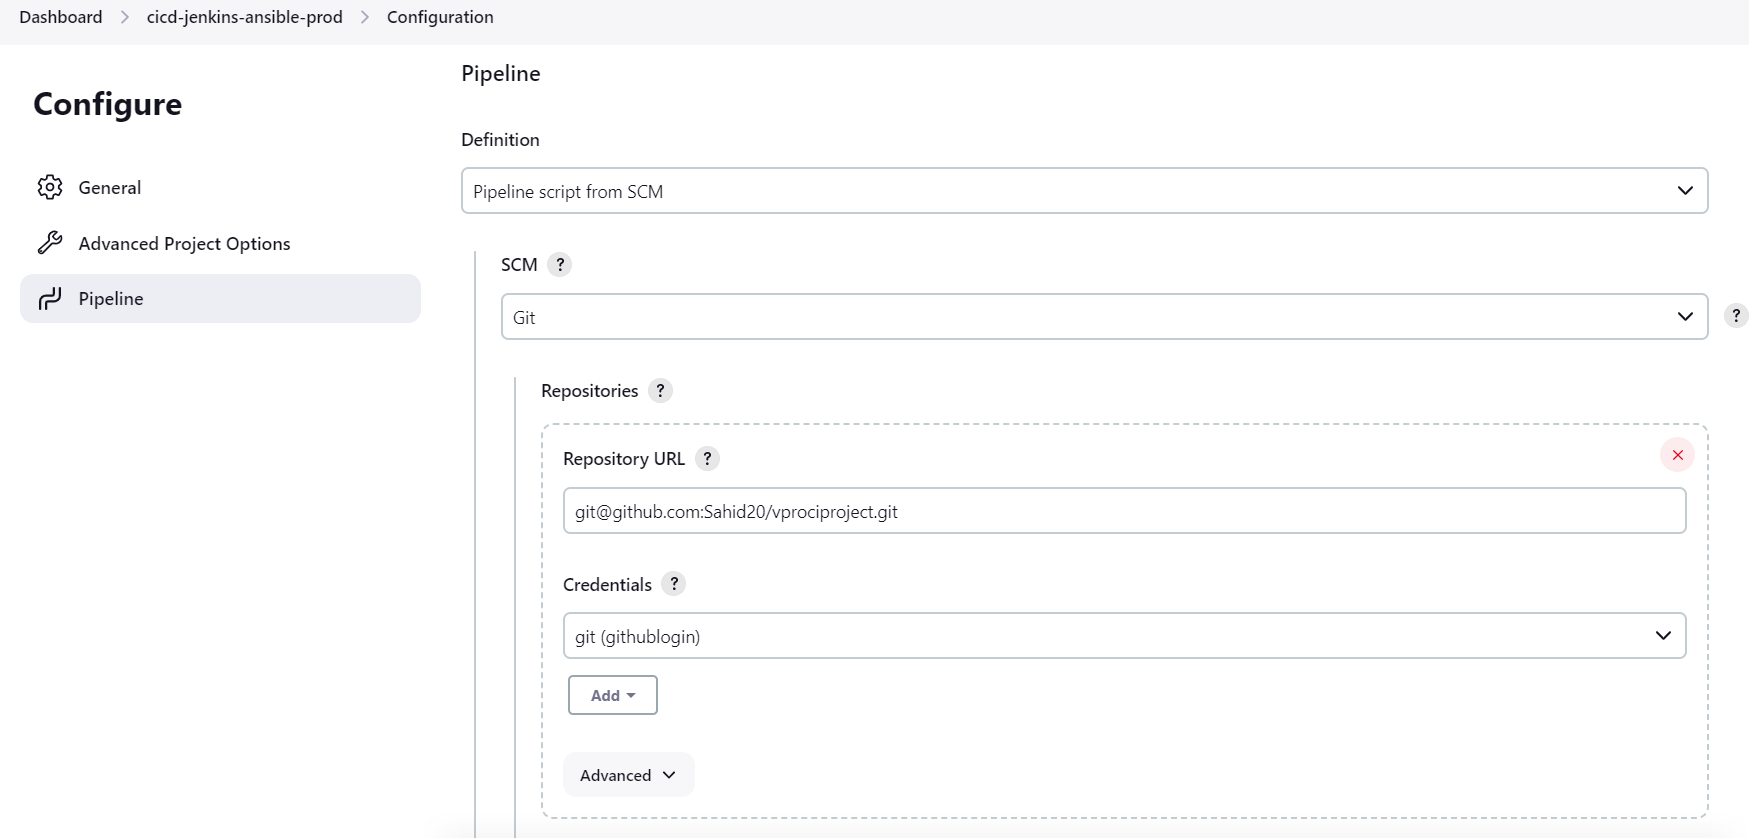 Dashboard > cicd-jenkins-ansible-prod > Configuration
Configure
General
Advanced Project Options
Pipeline
Pipeline
Definition
Pipeline script from SCM
SCM ?
Git
?
Repositories ?
Repository URL ?
git@github.com:Sahid20/vprociproject.git
Credentials ?
git (githublogin)
Add
Advanced